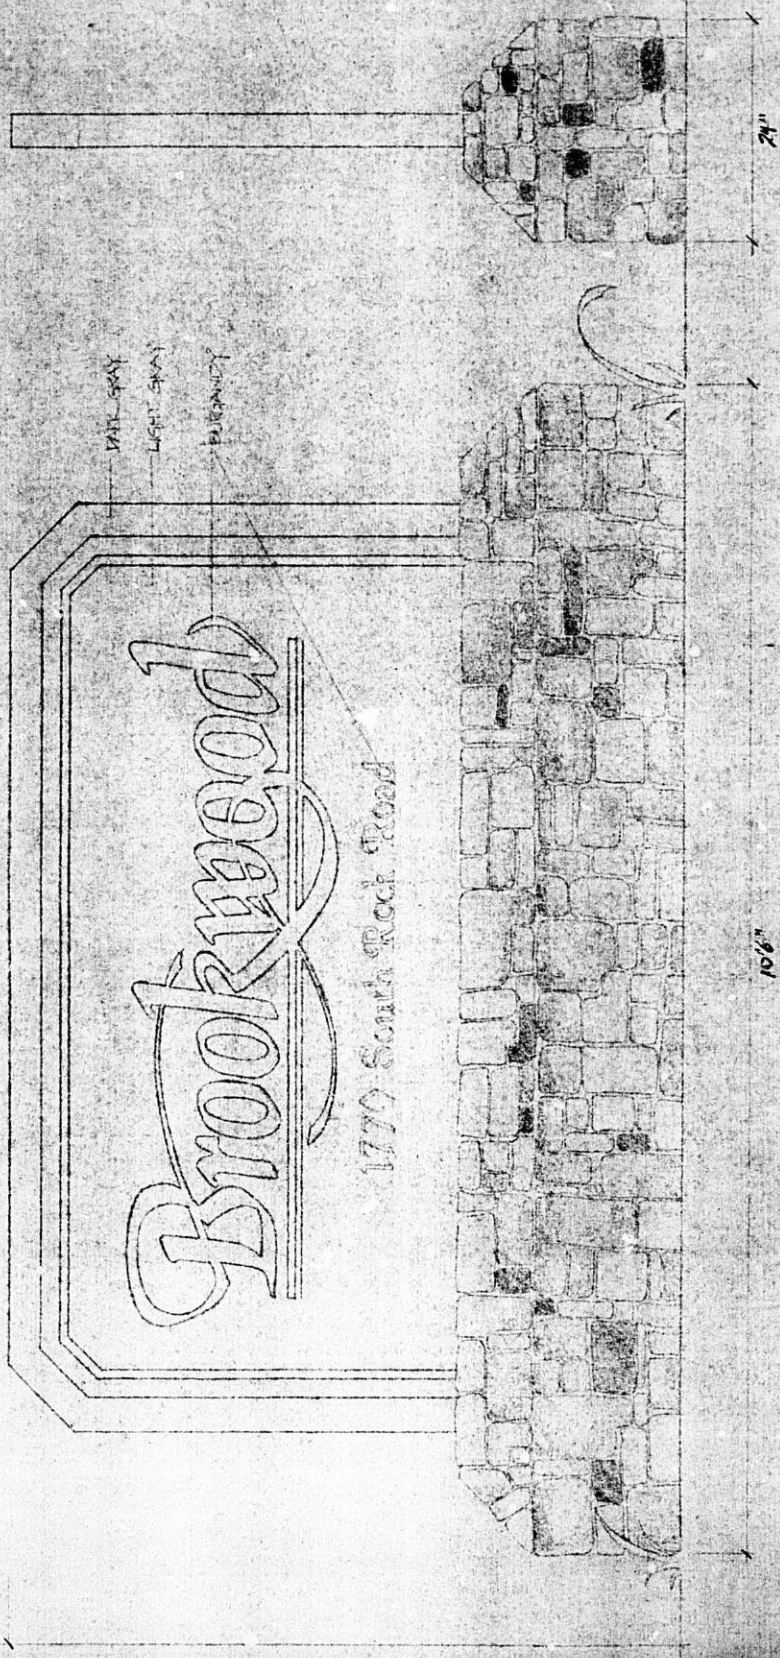 DARK GRAY
LIGHT GRAY
BURGANDY
Brookwood
1770 South Rock Road
10'6"
24"